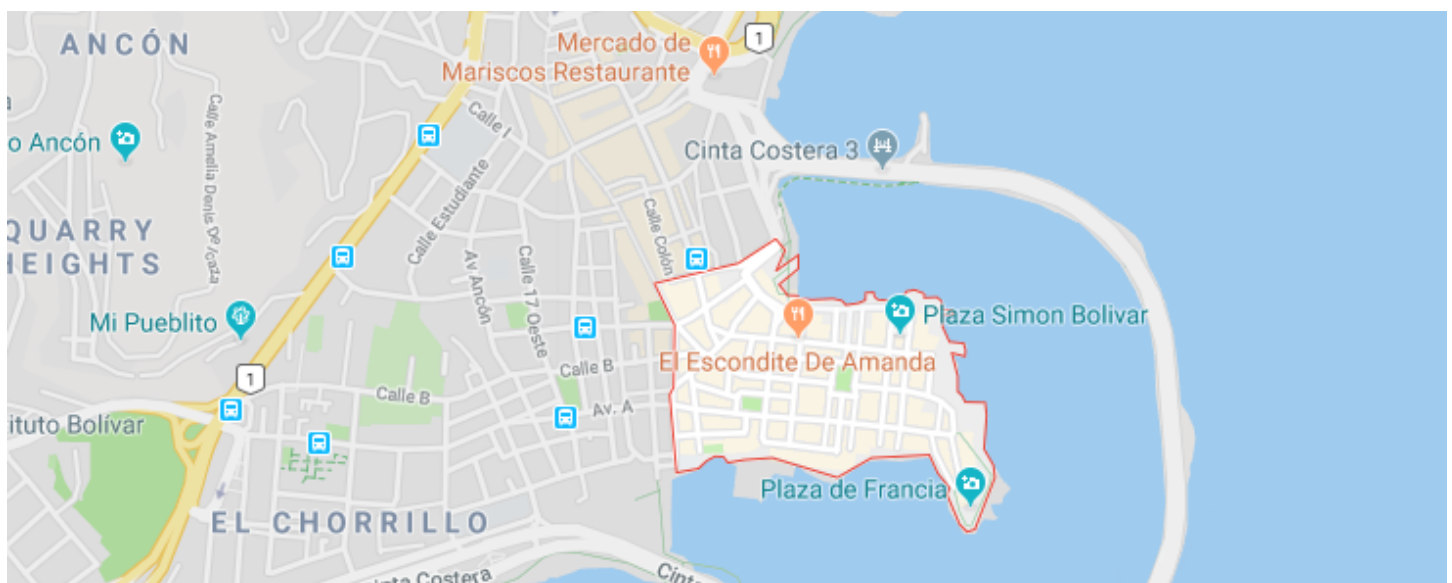 ANCÓN
Mercado de
Mariscos Restaurante
1
o Ancón
Calle Amelia Denis De Icaza
Calle I
Cinta Costera 3
QUARRY
HEIGHTS
Calle Estudiante
Av Ancón
Calle 17 Oeste
Calle Colón
Mi Pueblito
Plaza Simon Bolivar
El Escondite De Amanda
1
Calle B
Calle B
Av. A
ituto Bolívar
Plaza de Francia
EL CHORRILLO
nta Costera
Cinta